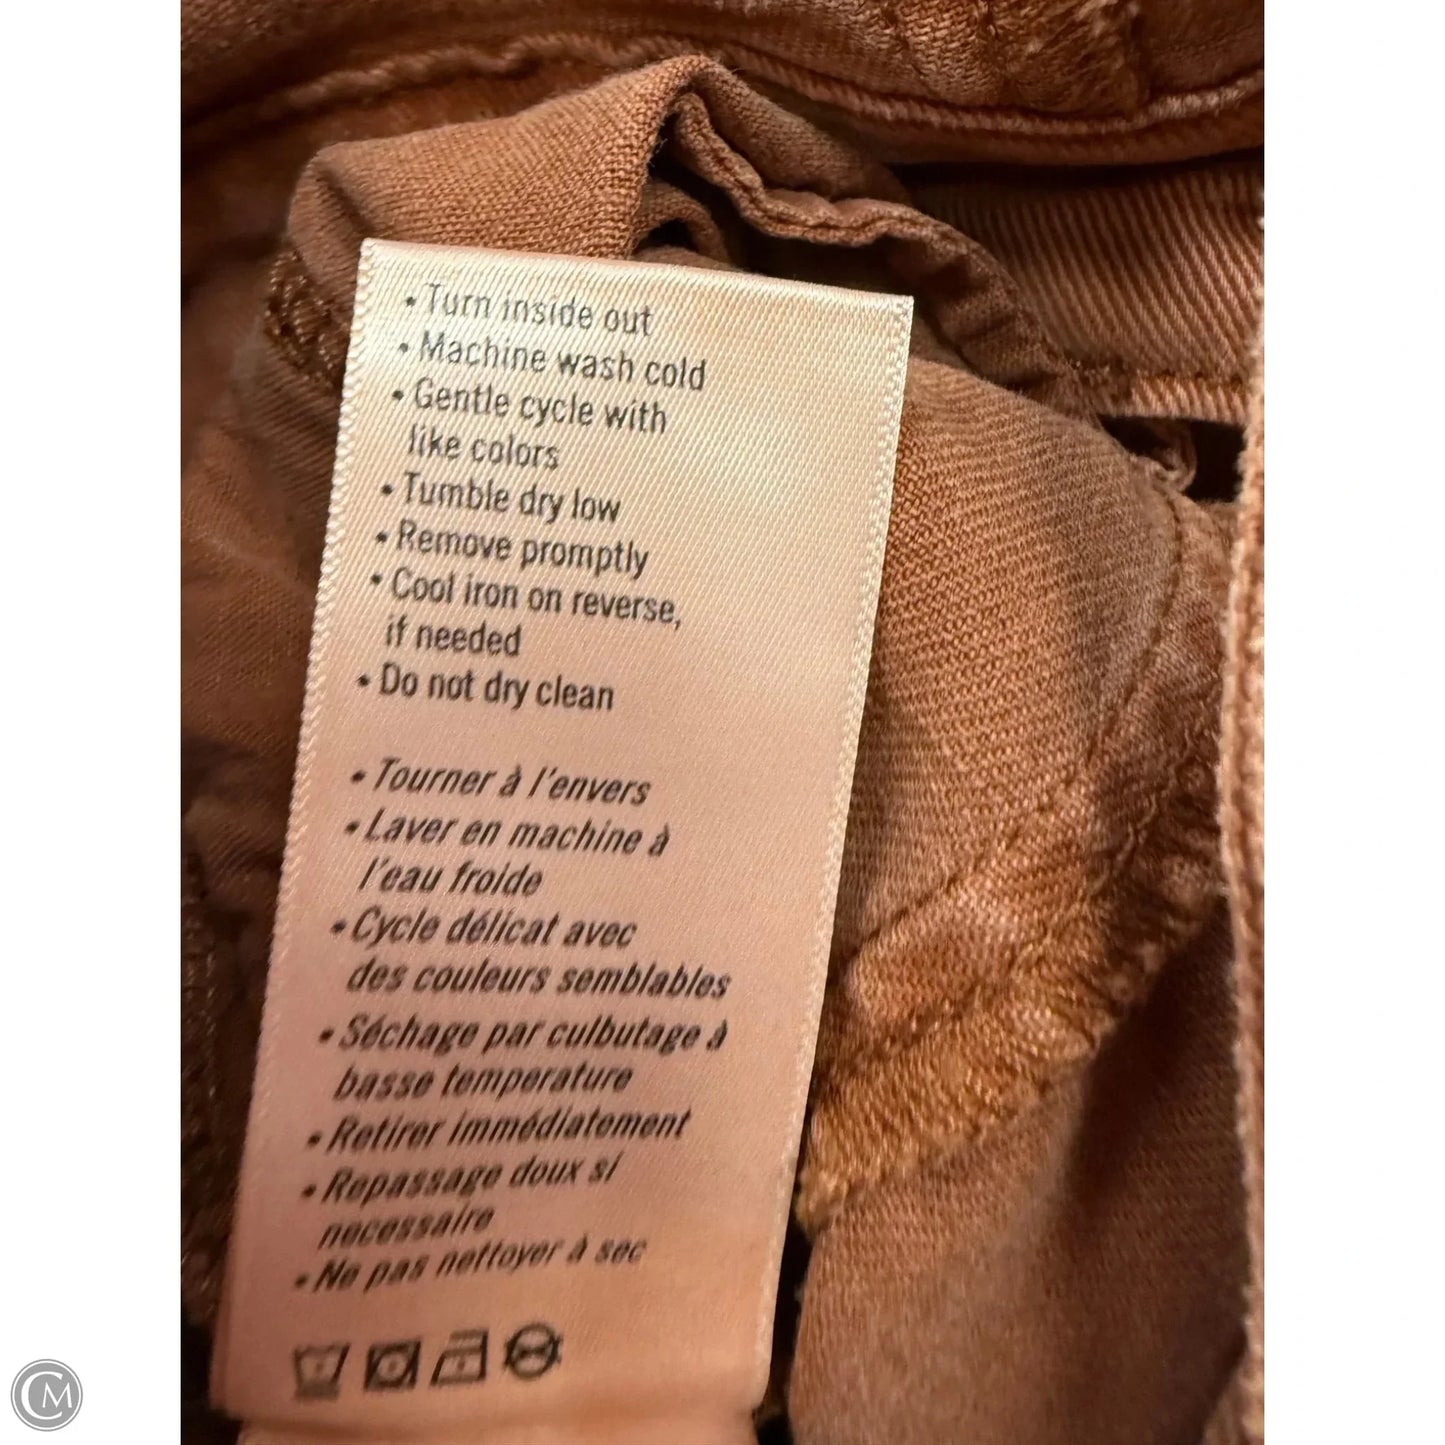 • Turn inside out
• Machine wash cold
• Gentle cycle with
like colors
• Tumble dry low
• Remove promptly
• Cool iron on reverse,
if needed
• Do not dry clean
• Tourner à l'envers
• Laver en machine à
l'eau froide
• Cycle délicat avec
des couleurs semblables
• Séchage par culbutage à
basse temperature
• Retirer immédiatement
• Repassage doux si
necessaire
• Ne pas nettoyer à sec
CM